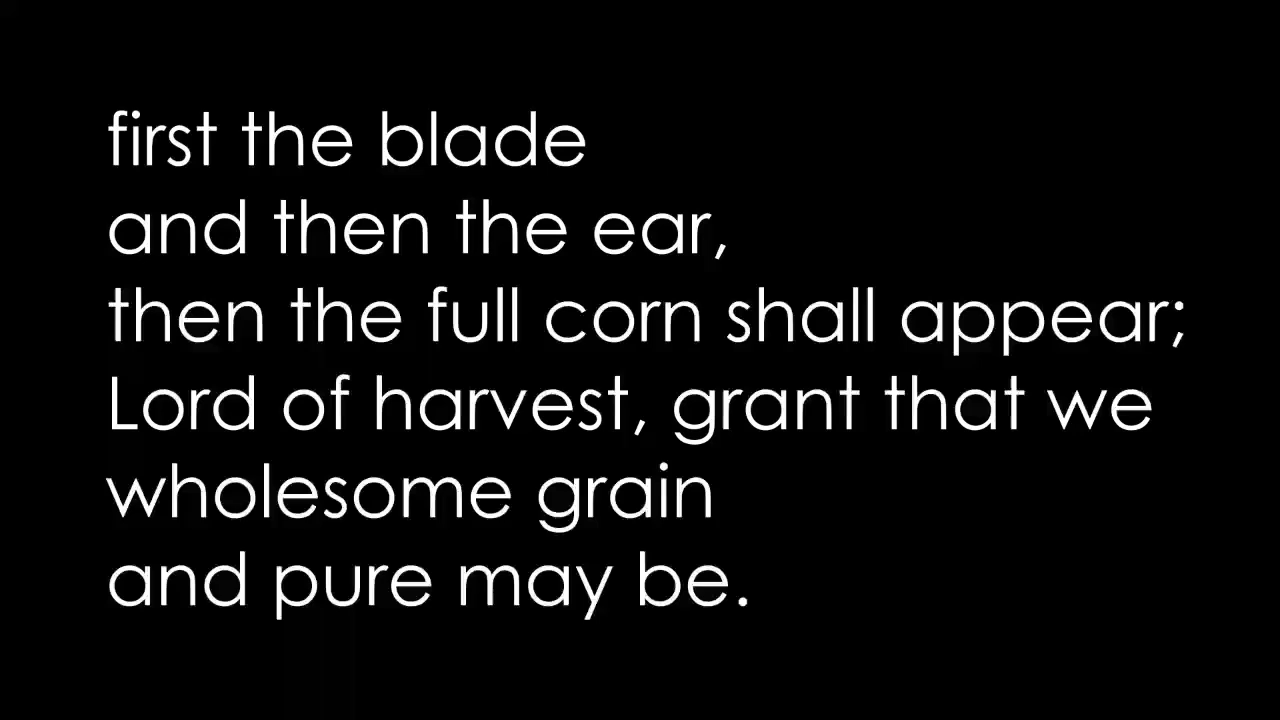 first the blade
and then the ear,
then the full corn shall appear;
Lord of harvest, grant that we
wholesome grain
and pure may be.